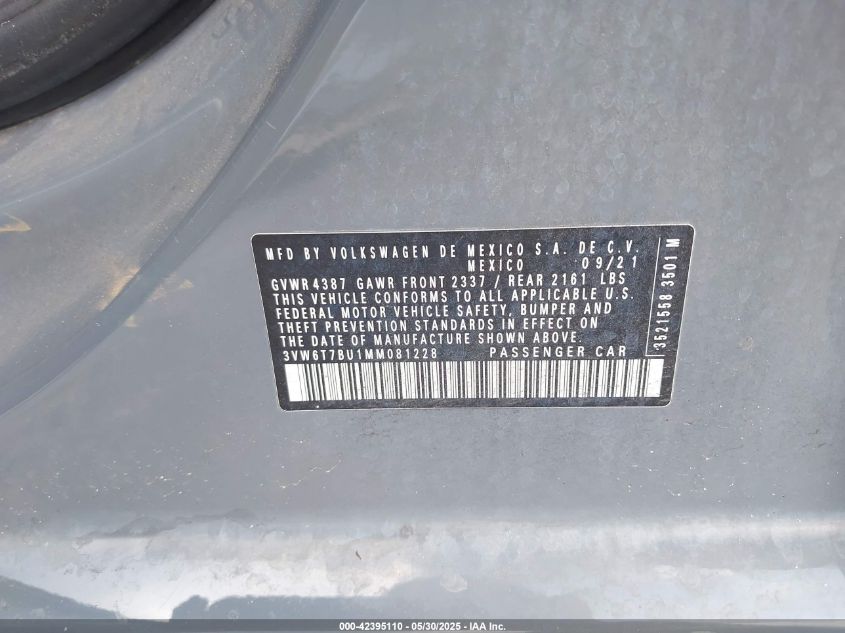 MFD BY VOLKSWAGEN DE MEXICO S.A. DE C.V.
MEXICO 09/21
GVWR 4387 GAWR FRONT 2337 / REAR 2161 LBS
THIS VEHICLE CONFORMS TO ALL APPLICABLE U.S.
FEDERAL MOTOR VEHICLE SAFETY, BUMPER AND
THEFT PREVENTION STANDARDS IN EFFECT ON
THE DATE OF MANUFACTURE SHOWN ABOVE.
3VW6T7BU1MM081228 PASSENGER CAR
3521558 3501 M
000-42395110 - 05/30/2025 - IAA Inc.